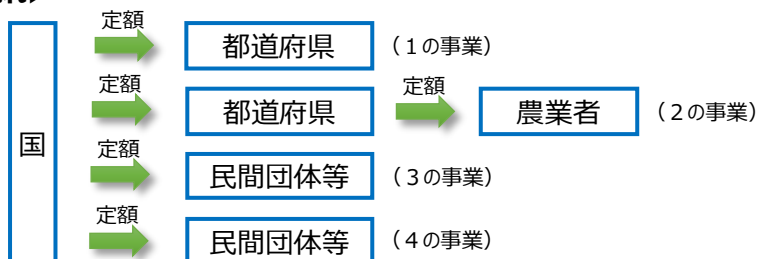 定額
都道府県 （１の事業）
定額 定額
国 都道府県 農業者 （２の事業）
定額
民間団体等 （３の事業）
定額
民間団体等 （４の事業）